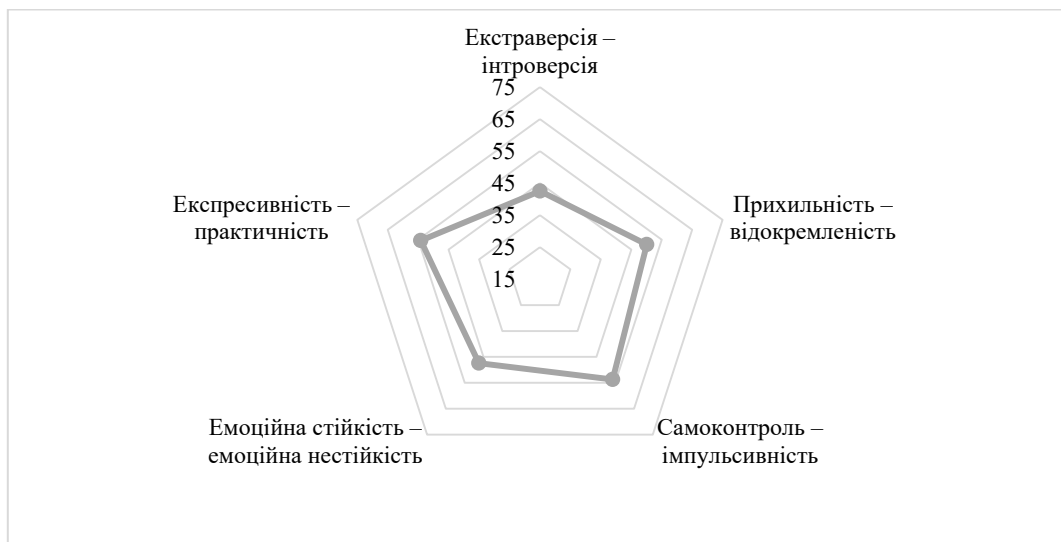 Екстраверсія –
інтроверсія
75
65
55
45
35
25
15
Прихильність –
відокремленість
Самоконтроль –
імпульсивність
Емоційна стійкість –
емоційна нестійкість
Експресивність –
практичність